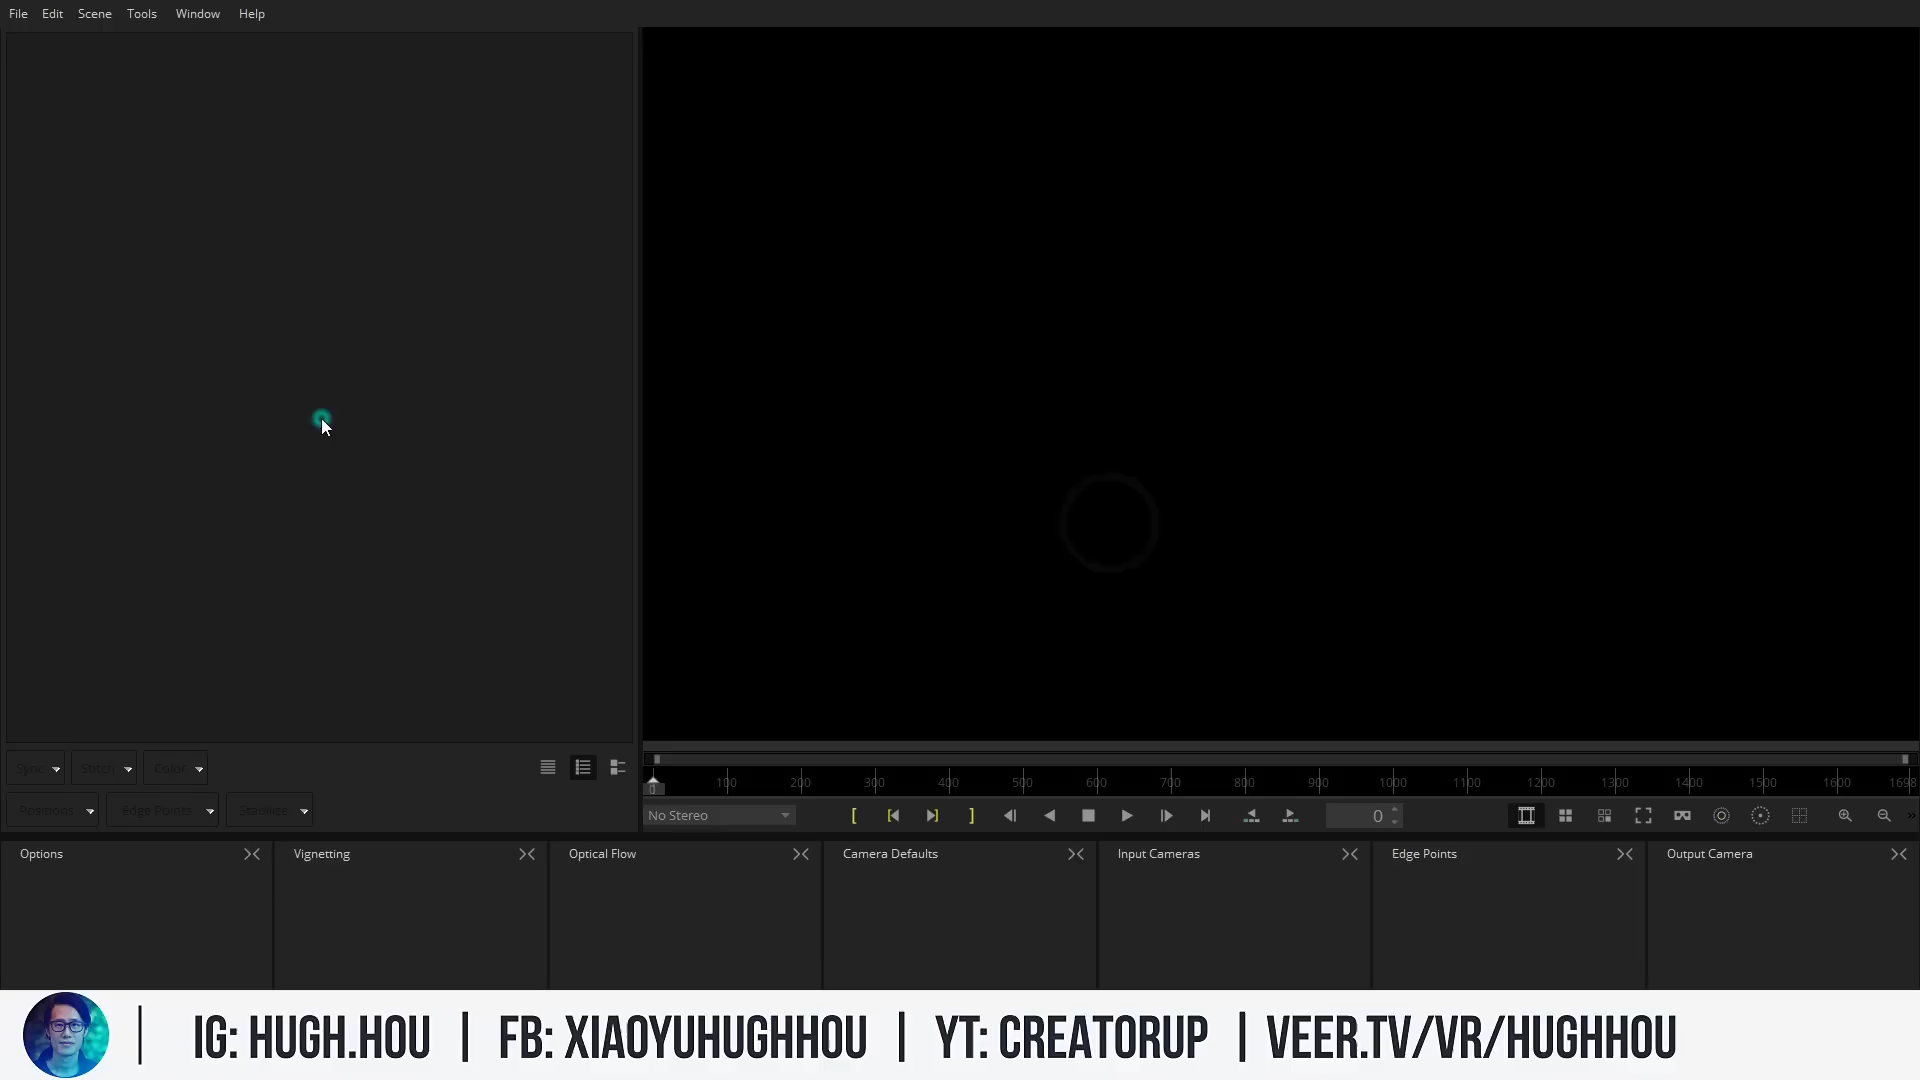 File Edit Scene Tools Window Help
Sync Stitch Color
Positions Edge Points Stabilize
100 200 300 400 500 600 700 800 900 1000 1100 1200 1300 1400 1500 1600 1698
No Stereo 0
Options Vignetting Optical Flow Camera Defaults Input Cameras Edge Points Output Camera
IG: HUGH.HOU | FB: XIAOYUHUGHHOU | YT: CREATORUP | VEER.TV/VR/HUGHHOU